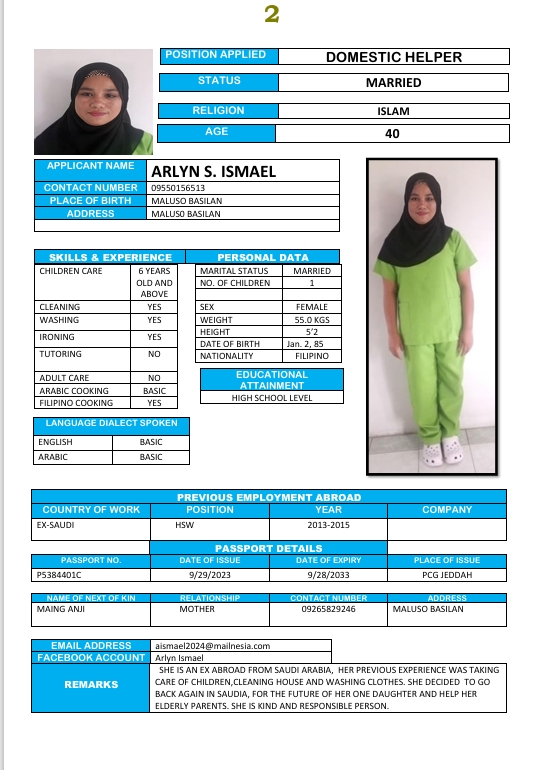 2
POSITION APPLIED DOMESTIC HELPER
STATUS MARRIED
RELIGION ISLAM
AGE 40
APPLICANT NAME ARLYN S. ISMAEL
CONTACT NUMBER 09550156513
PLACE OF BIRTH MALUSO BASILAN
ADDRESS MALUS0 BASILAN
SKILLS & EXPERIENCE
CHILDREN CARE 6 YEARS
OLD AND
ABOVE
CLEANING YES
WASHING YES
IRONING YES
TUTORING NO
ADULT CARE NO
ARABIC COOKING BASIC
FILIPINO COOKING YES
PERSONAL DATA
MARITAL STATUS MARRIED
NO. OF CHILDREN 1
SEX FEMALE
WEIGHT 55.0 KGS
HEIGHT 5'2
DATE OF BIRTH Jan. 2, 85
NATIONALITY FILIPINO
EDUCATIONAL
ATTAINMENT
HIGH SCHOOL LEVEL
LANGUAGE DIALECT SPOKEN
ENGLISH BASIC
ARABIC BASIC
PREVIOUS EMPLOYMENT ABROAD
COUNTRY OF WORK POSITION YEAR COMPANY
EX-SAUDI HSW 2013-2015
PASSPORT DETAILS
PASSPORT NO. DATE OF ISSUE DATE OF EXPIRY PLACE OF ISSUE
P5384401C 9/29/2023 9/28/2033 PCG JEDDAH
NAME OF NEXT OF KIN RELATIONSHIP CONTACT NUMBER ADDRESS
MAING ANJI MOTHER 09265829246 MALUSO BASILAN
EMAIL ADDRESS aismael2024@mailnesia.com
FACEBOOK ACCOUNT Arlyn Ismael
REMARKS
SHE IS AN EX ABROAD FROM SAUDI ARABIA, HER PREVIOUS EXPERIENCE WAS TAKING
CARE OF CHILDREN,CLEANING HOUSE AND WASHING CLOTHES. SHE DECIDED TO GO
BACK AGAIN IN SAUDIA, FOR THE FUTURE OF HER ONE DAUGHTER AND HELP HER
ELDERLY PARENTS. SHE IS KIND AND RESPONSIBLE PERSON.